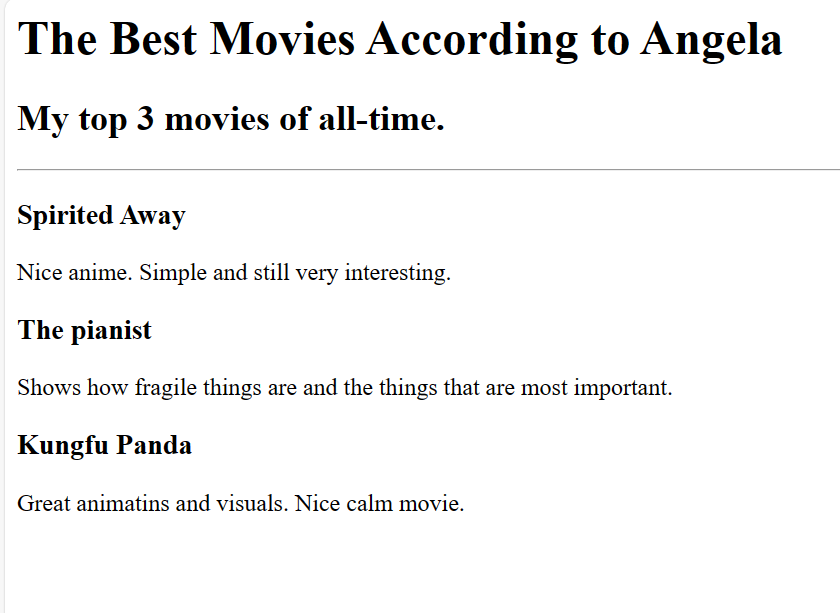 The Best Movies According to Angela
My top 3 movies of all-time.
Spirited Away
Nice anime. Simple and still very interesting.
The pianist
Shows how fragile things are and the things that are most important.
Kungfu Panda
Great animatins and visuals. Nice calm movie.